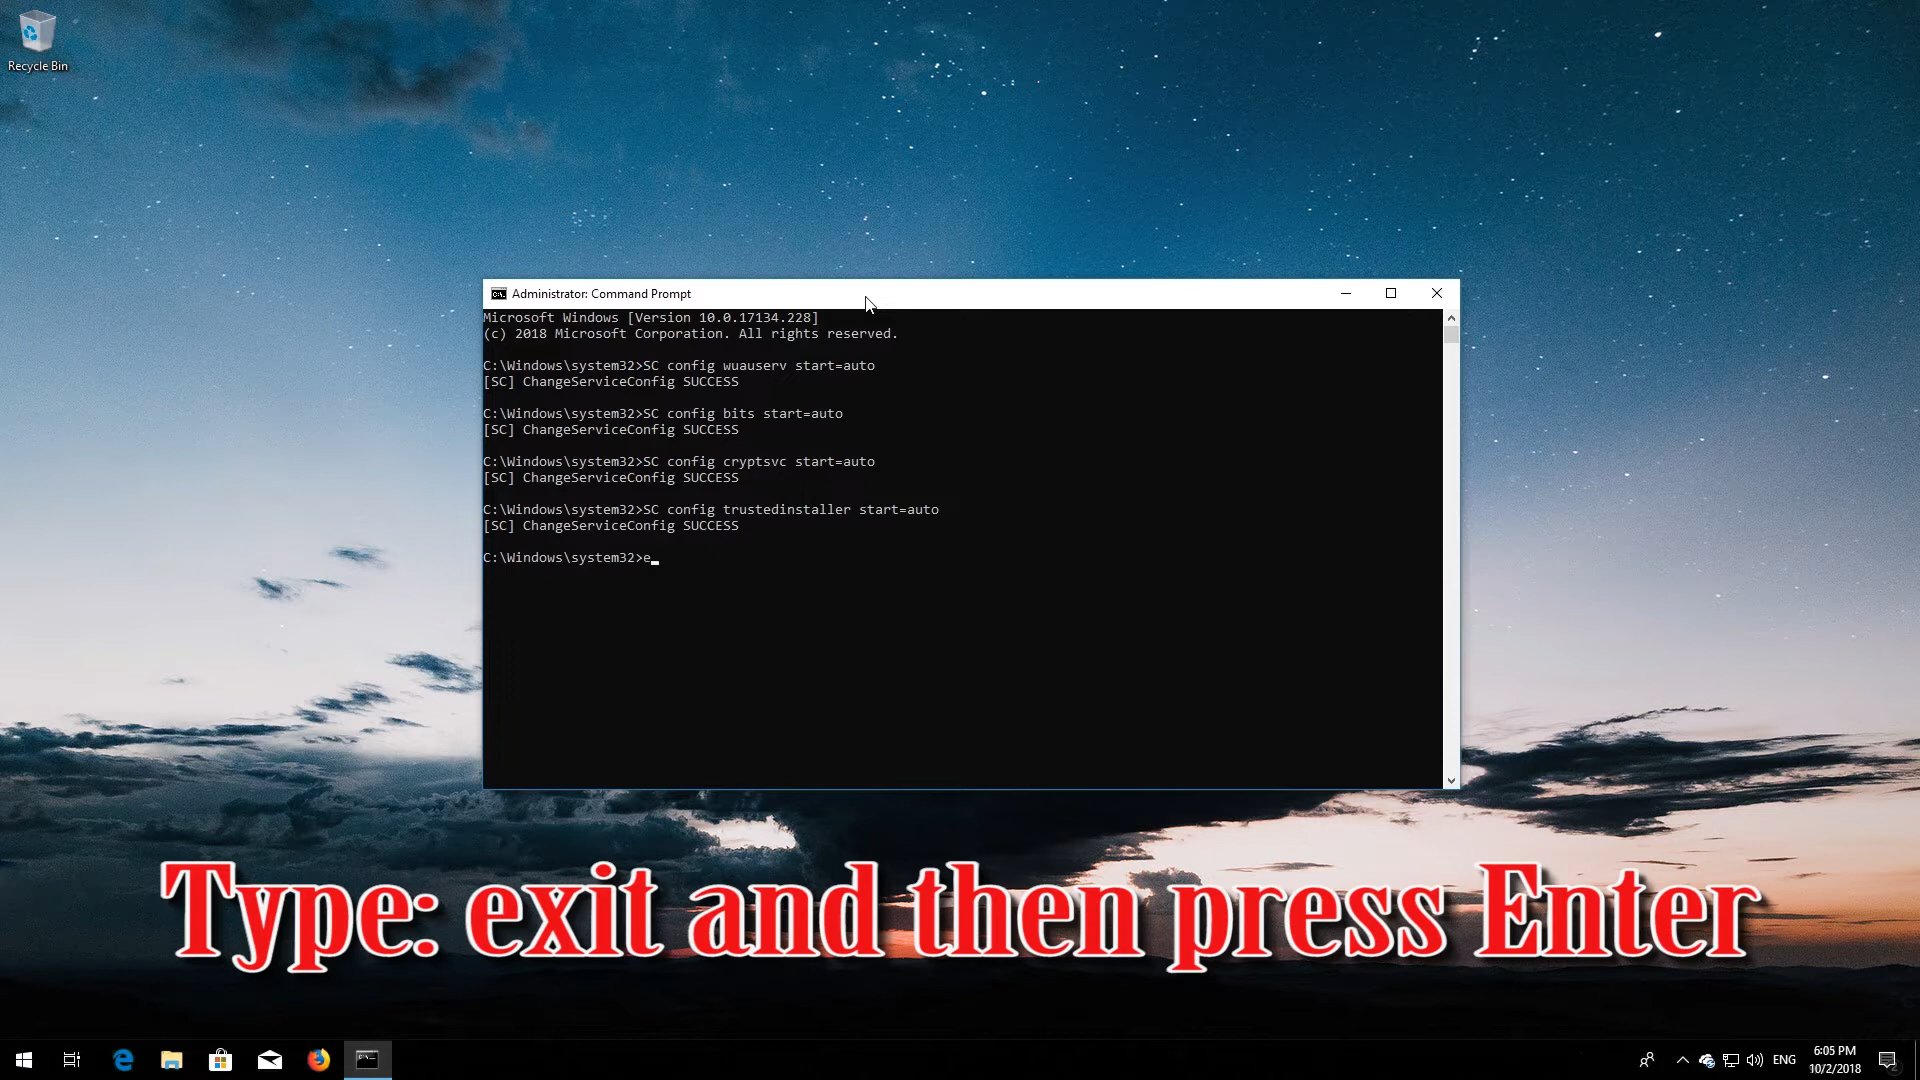 Recycle Bin
Administrator: Command Prompt
Microsoft Windows [Version 10.0.17134.228]
(c) 2018 Microsoft Corporation. All rights reserved.
C:\Windows\system32>SC config wuauserv start=auto
[SC] ChangeServiceConfig SUCCESS
C:\Windows\system32>SC config bits start=auto
[SC] ChangeServiceConfig SUCCESS
C:\Windows\system32>SC config cryptsvc start=auto
[SC] ChangeServiceConfig SUCCESS
C:\Windows\system32>SC config trustedinstaller start=auto
[SC] ChangeServiceConfig SUCCESS
C:\Windows\system32>e_
Type: exit and then press Enter
ENG
6:05 PM
10/2/2018